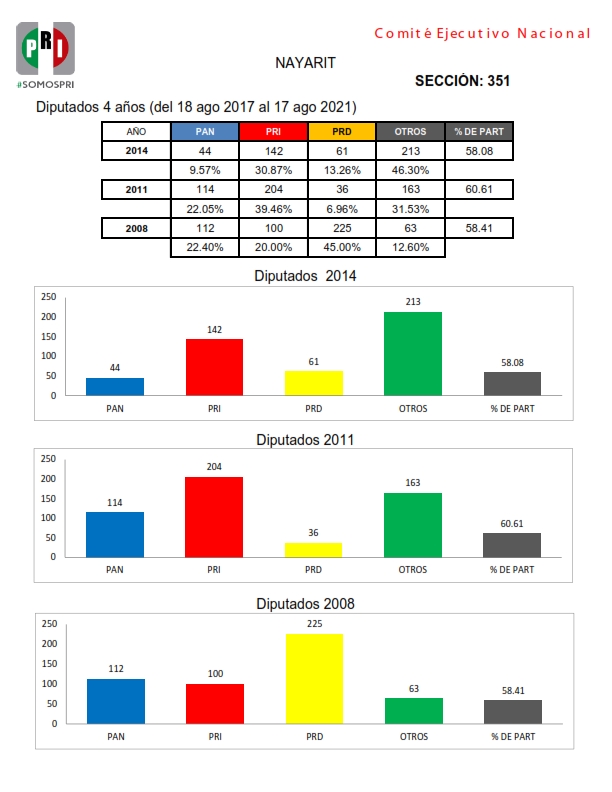 Comité Ejecutivo Nacional
PRI
#SOMOSPRI
NAYARIT
SECCIÓN: 351
Diputados 4 años (del 18 ago 2017 al 17 ago 2021)
AÑO PAN PRI PRD OTROS % DE PART
2014 44 142 61 213 58.08
9.57% 30.87% 13.26% 46.30%
2011 114 204 36 163 60.61
22.05% 39.46% 6.96% 31.53%
2008 112 100 225 63 58.41
22.40% 20.00% 45.00% 12.60%
Diputados 2014
250
200
150
100
50
0
44 142 61 213 58.08
PAN PRI PRD OTROS % DE PART
Diputados 2011
250
200
150
100
50
0
114 204 36 163 60.61
PAN PRI PRD OTROS % DE PART
Diputados 2008
250
200
150
100
50
0
112 100 225 63 58.41
PAN PRI PRD OTROS % DE PART